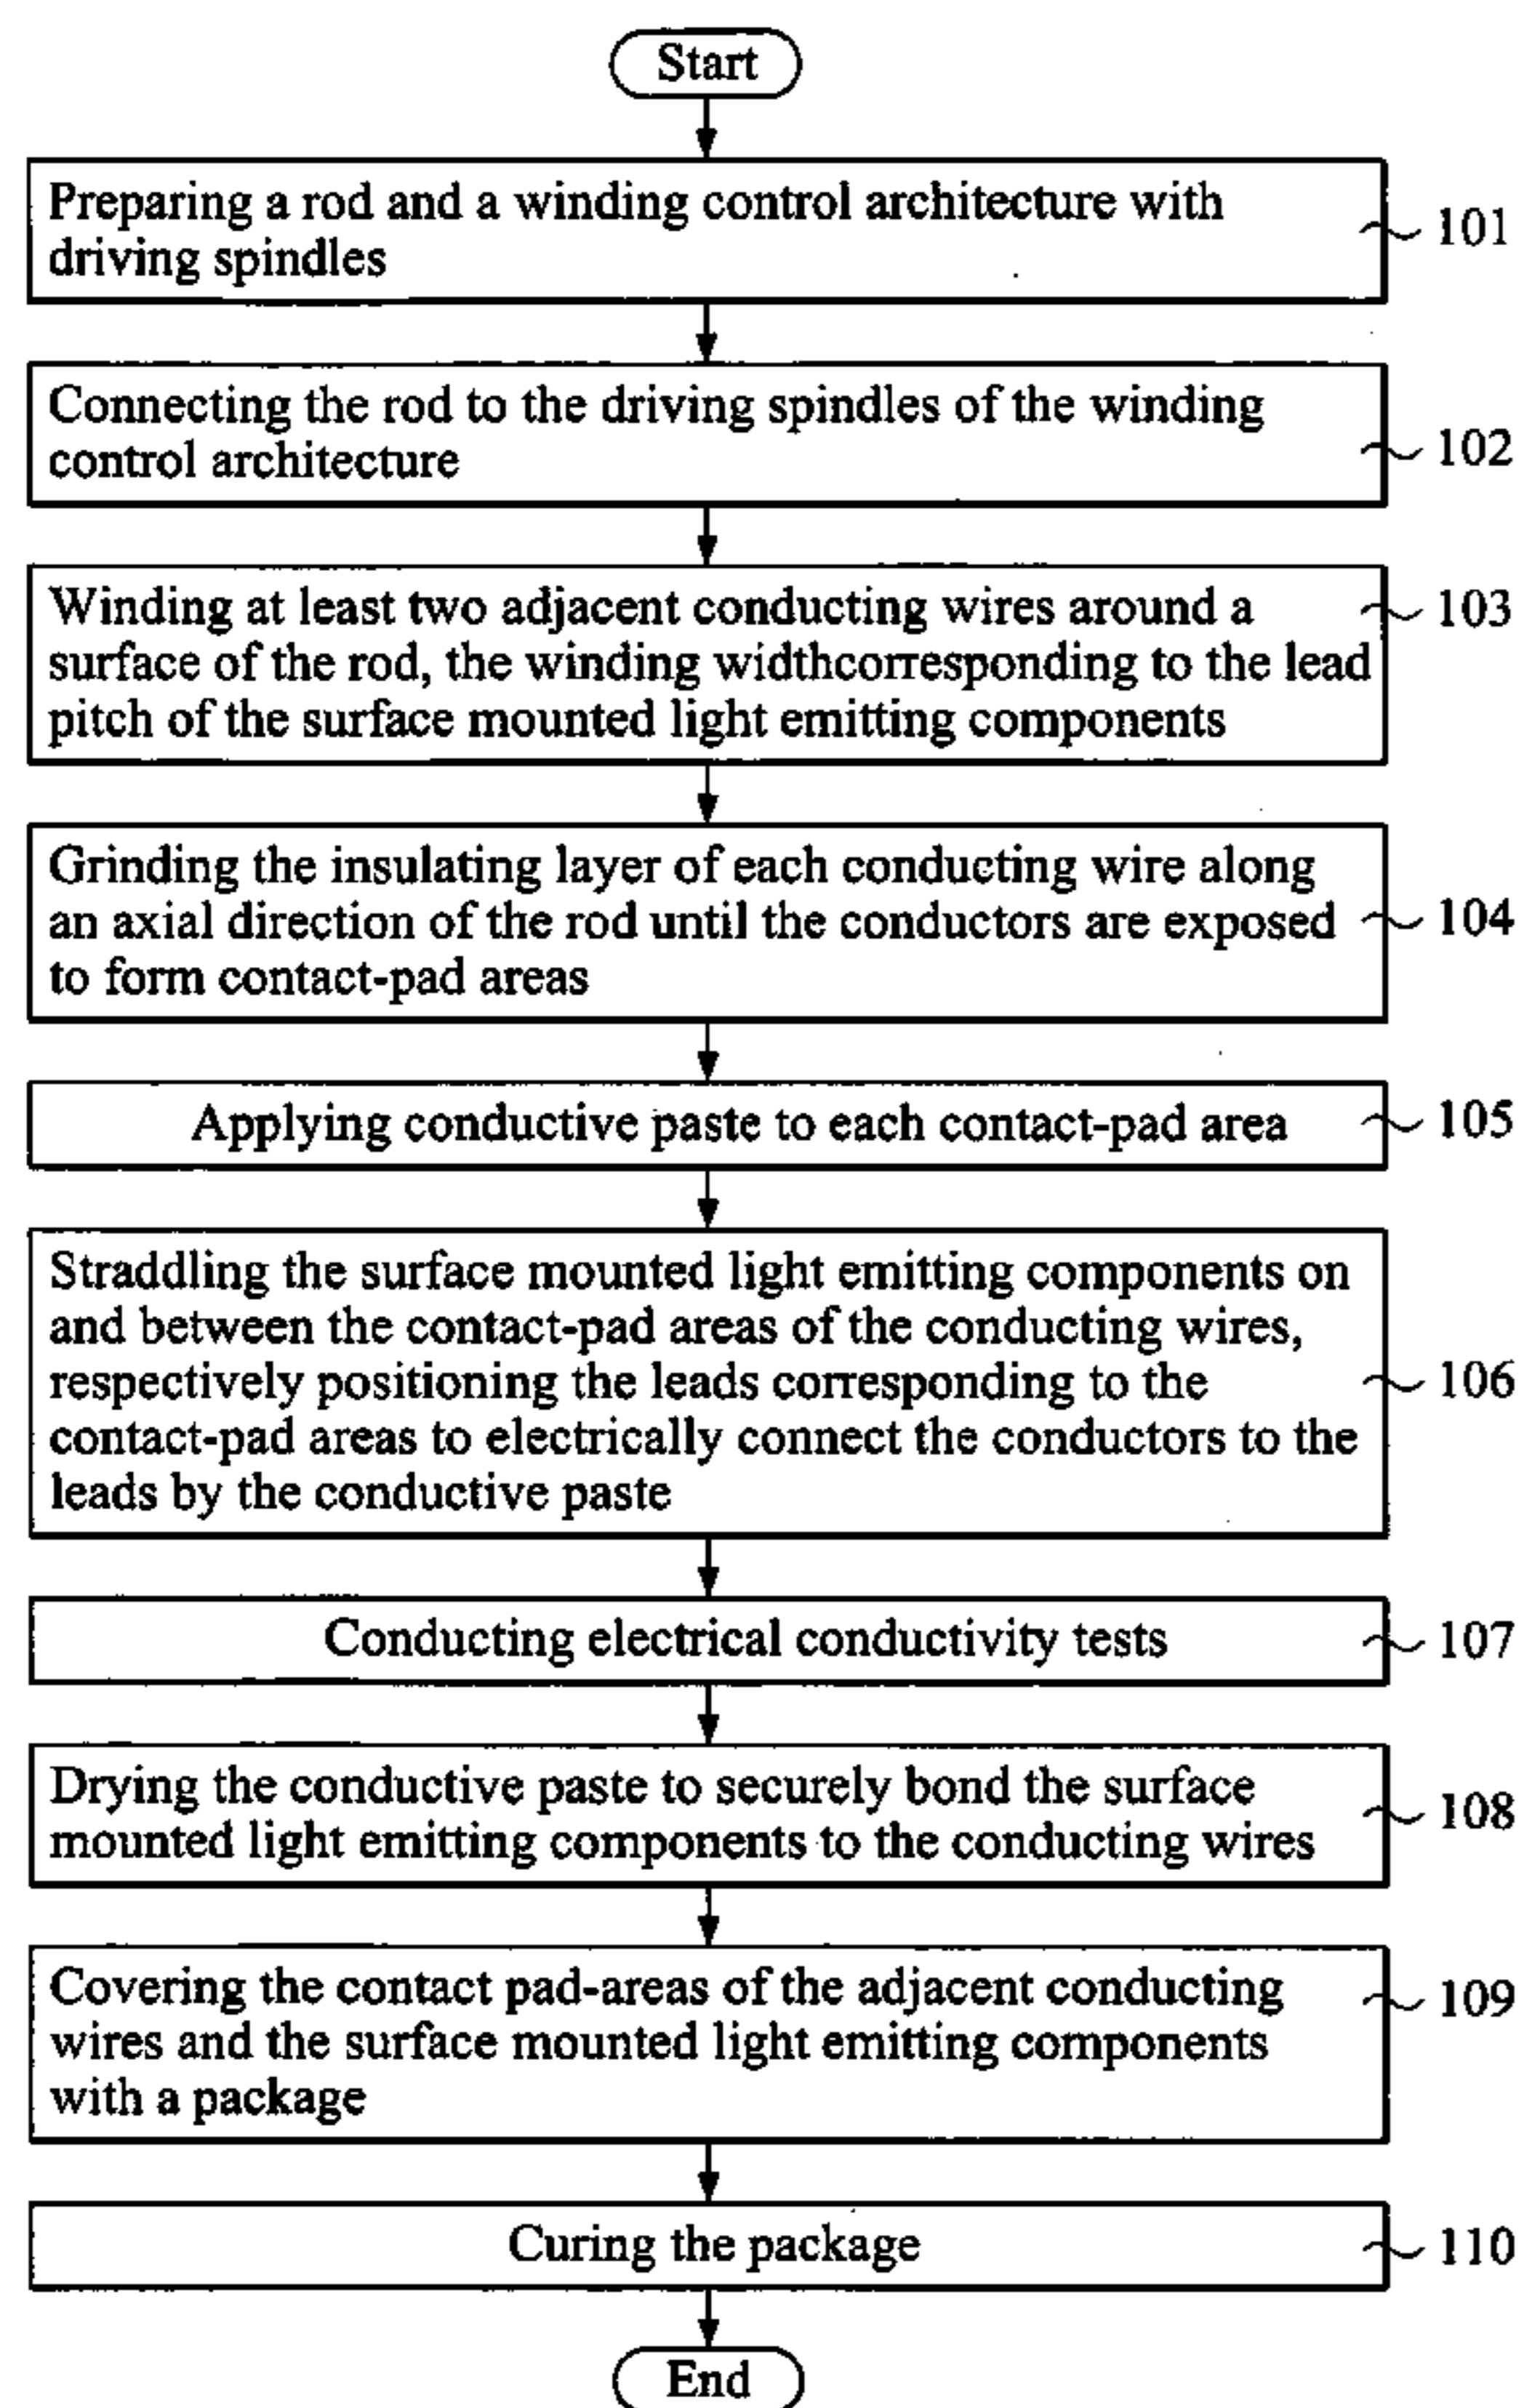 Start
Preparing a rod and a winding control architecture with
driving spindles
101
Connecting the rod to the driving spindles of the winding
control architecture
102
Winding at least two adjacent conducting wires around a
surface of the rod, the winding widthcorresponding to the lead
pitch of the surface mounted light emitting components
103
Grinding the insulating layer of each conducting wire along
an axial direction of the rod until the conductors are exposed
to form contact-pad areas
104
Applying conductive paste to each contact-pad area
105
Straddling the surface mounted light emitting components on
and between the contact-pad areas of the conducting wires,
respectively positioning the leads corresponding to the
contact-pad areas to electrically connect the conductors to the
leads by the conductive paste
106
Conducting electrical conductivity tests
107
Drying the conductive paste to securely bond the surface
mounted light emitting components to the conducting wires
108
Covering the contact pad-areas of the adjacent conducting
wires and the surface mounted light emitting components
with a package
109
Curing the package
110
End